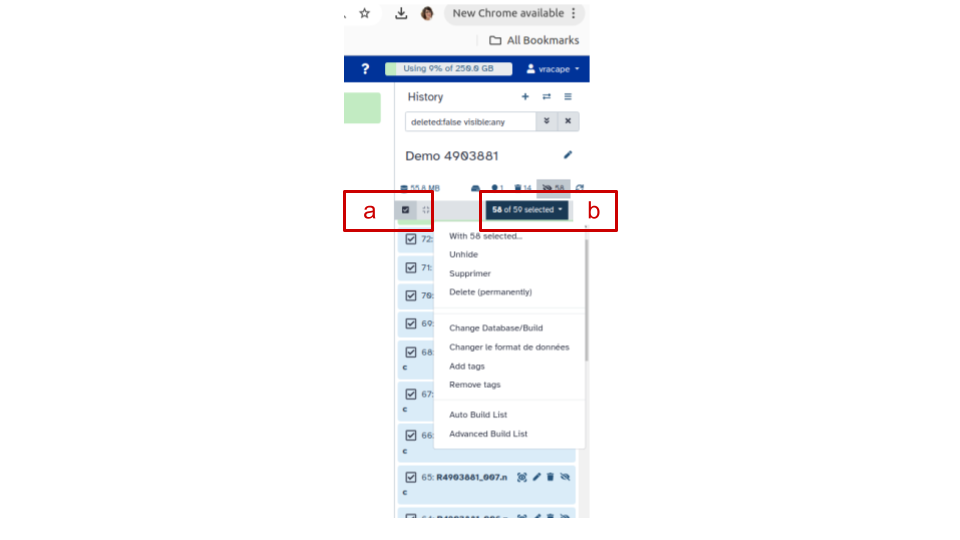 New Chrome available
All Bookmarks
? Using 9% of 250.0 GB vracape
History
deleted:false visible:any
Demo 4903881
55.8 MB 1 14 58
a 58 of 59 selected b
72:
With 58 selected...
Unhide
71:
Supprimer
70:
Delete (permanently)
69:
Change Database/Build
68:
Changer le format de données
c
Add tags
Remove tags
67:
c
Auto Build List
66:
Advanced Build List
c
65: R4903881_007.n
c